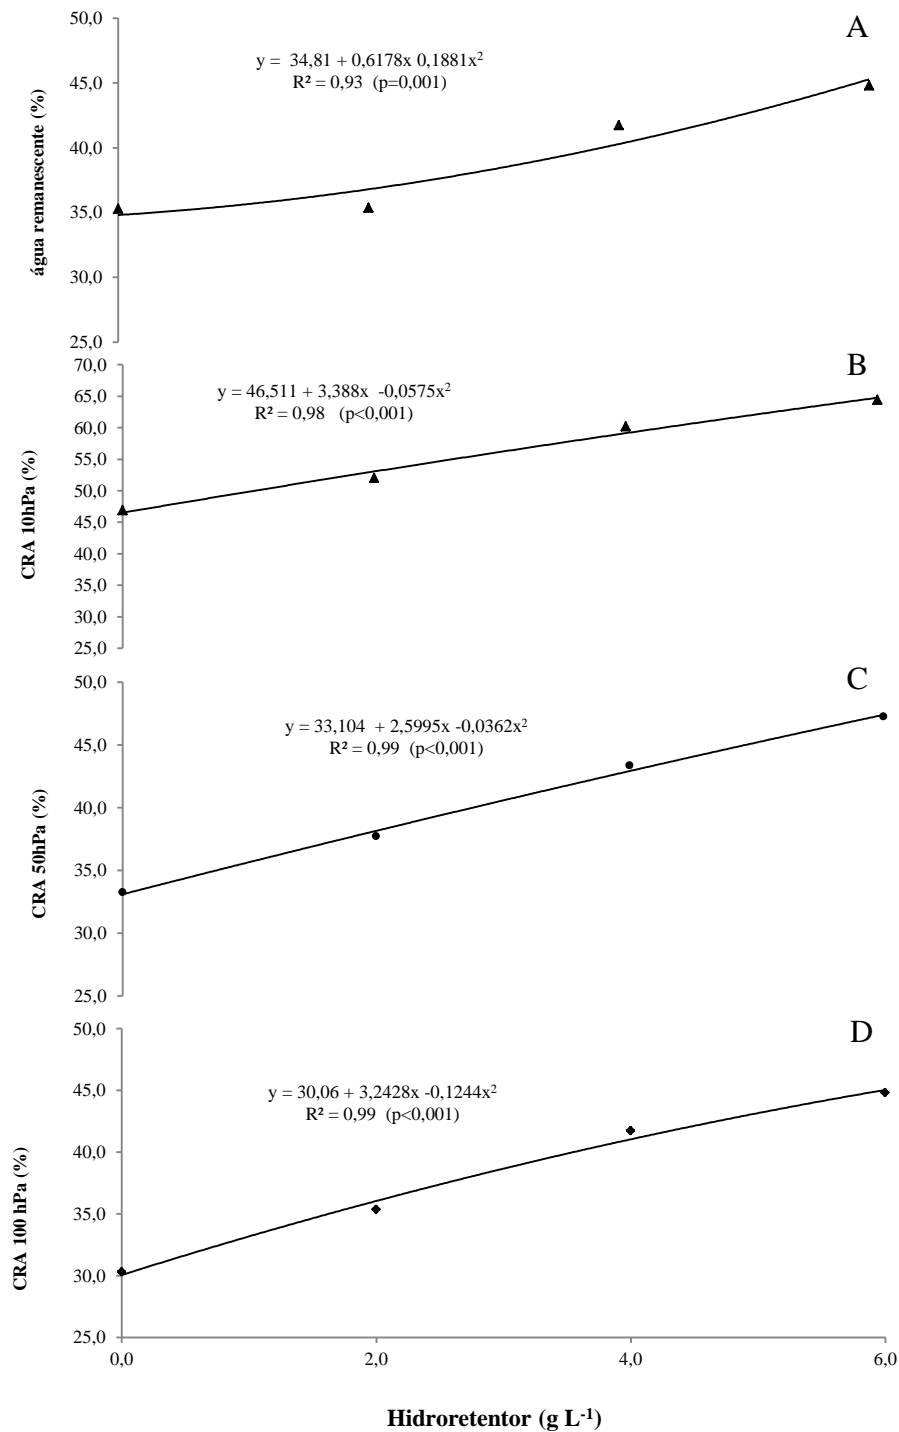 A
50,0
y = 34,81 + 0,6178x 0,1881x²
R² = 0,93 (p=0,001)
45,0
40,0
35,0
30,0
25,0
água remanescente (%)
B
70,0
y = 46,511 + 3,388x -0,0575x²
R² = 0,98 (p<0,001)
65,0
60,0
55,0
50,0
45,0
40,0
35,0
30,0
25,0
CRA 10hPa (%)
C
50,0
y = 33,104 + 2,5995x -0,0362x²
R² = 0,99 (p<0,001)
45,0
40,0
35,0
30,0
25,0
CRA 50hPa (%)
D
50,0
y = 30,06 + 3,2428x -0,1244x²
R² = 0,99 (p<0,001)
45,0
40,0
35,0
30,0
25,0
CRA 100 hPa (%)
0,0 2,0 4,0 6,0
Hidroretentor (g L⁻¹)